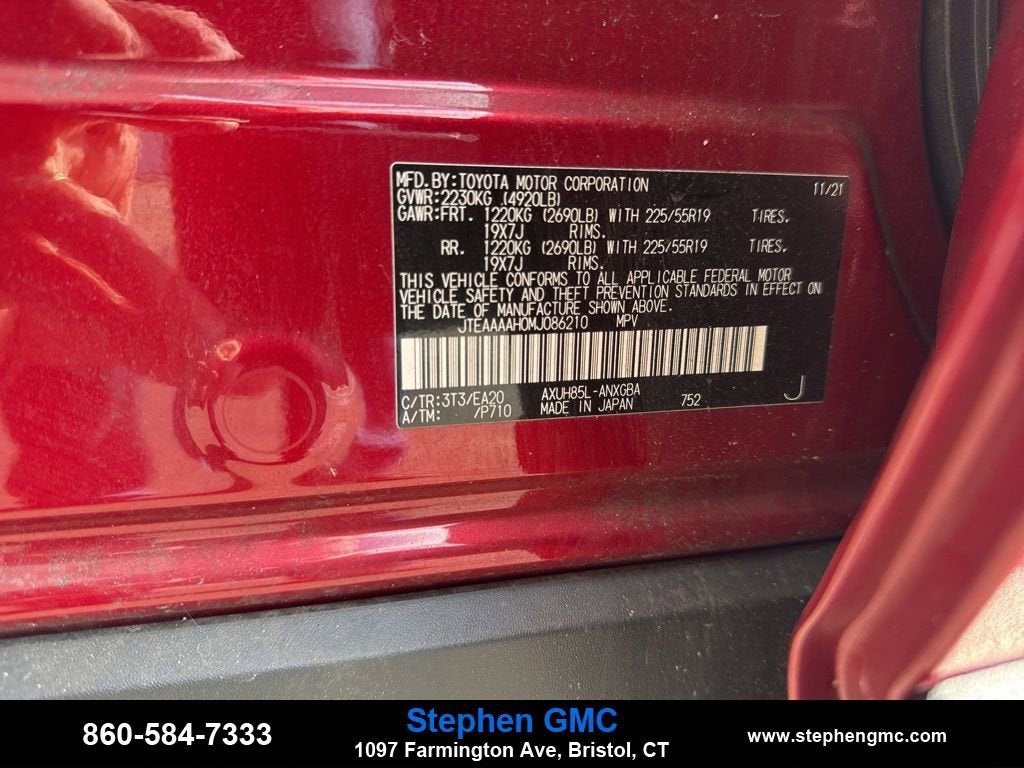 MFD.BY:TOYOTA MOTOR CORPORATION 11/21
GVWR:2230KG (4920LB)
GAWR:FRT. 1220KG (2690LB) WITH 225/55R19 TIRES.
19X7J RIMS.
RR. 1220KG (2690LB) WITH 225/55R19 TIRES.
19X7J RIMS.
THIS VEHICLE CONFORMS TO ALL APPLICABLE FEDERAL MOTOR
VEHICLE SAFETY AND THEFT PREVENTION STANDARDS IN EFFECT ON
THE DATE OF MANUFACTURE SHOWN ABOVE.
JTEAAAAH0MJ086210 MPV
C/TR:3T3/EA20 AXUH85L-ANXGBA
A/TM: /P710 MADE IN JAPAN 752 J
860-584-7333
Stephen GMC
1097 Farmington Ave, Bristol, CT
www.stephengmc.com